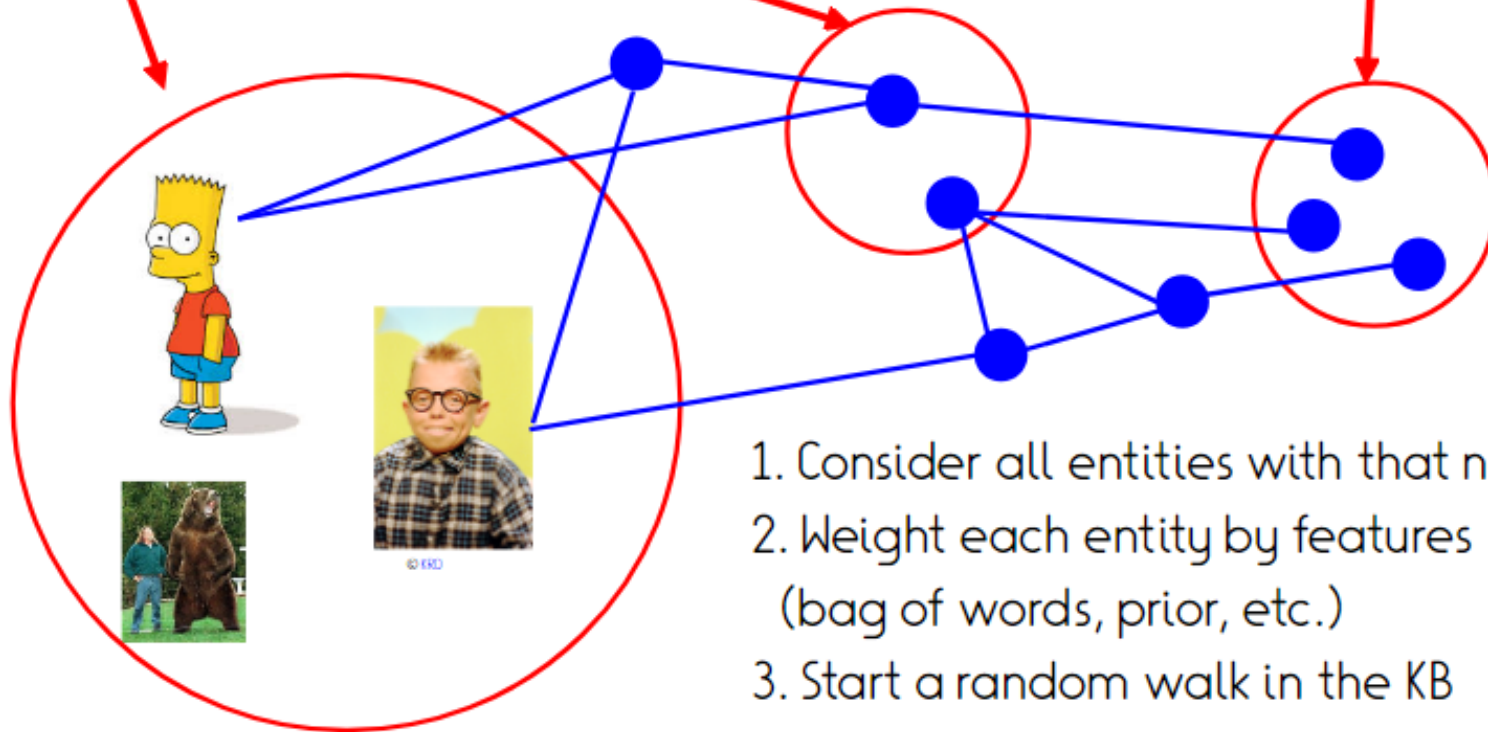 © KRD
1. Consider all entities with that n
2. Weight each entity by features
(bag of words, prior, etc.)
3. Start a random walk in the KB